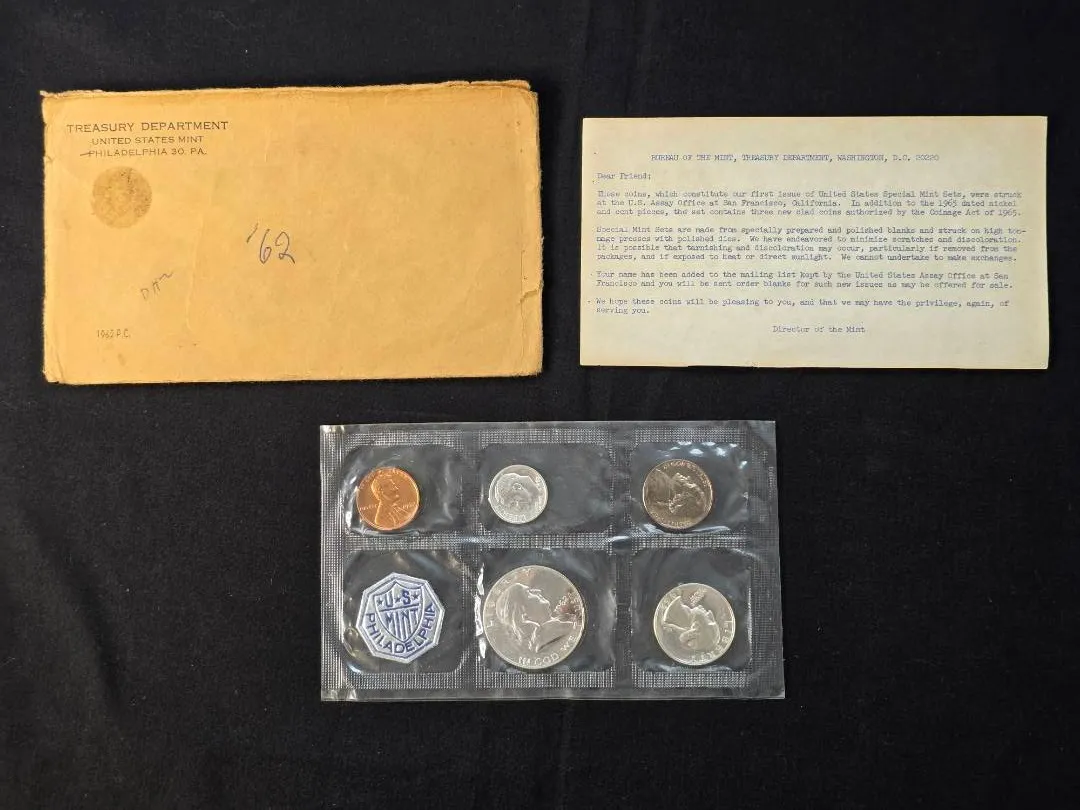 TREASURY DEPARTMENT
UNITED STATES MINT
PHILADELPHIA 30, PA.
'62
1962 P.C.
BUREAU OF THE MINT, TREASURY DEPARTMENT, WASHINGTON, D.C. 20220
Dear Friend:
These coins, which constitute our first issue of United States Special Mint Sets, were struck
at the U.S. Assay Office at San Francisco, California. In addition to the 1965 dated nickel
and cent pieces, the set contains three new clad coins authorized by the Coinage Act of 1965.
Special Mint Sets are made from specially prepared and polished blanks and struck on high ton-
nage presses with polished dies. We have endeavored to minimize scratches and discoloration.
It is possible that tarnishing and discoloration may occur, particularly if removed from the
packages, and if exposed to heat or direct sunlight. We cannot undertake to make exchanges.
Your name has been added to the mailing list kept by the United States Assay Office at San
Francisco and you will be sent order blanks for such new issues as may be offered for sale.
We hope these coins will be pleasing to you, and that we may have the privilege, again, of
serving you.
Director of the Mint
U.S.
MINT
PHILADELPHIA
LIBERTY
IN GOD WE
LIBERTY